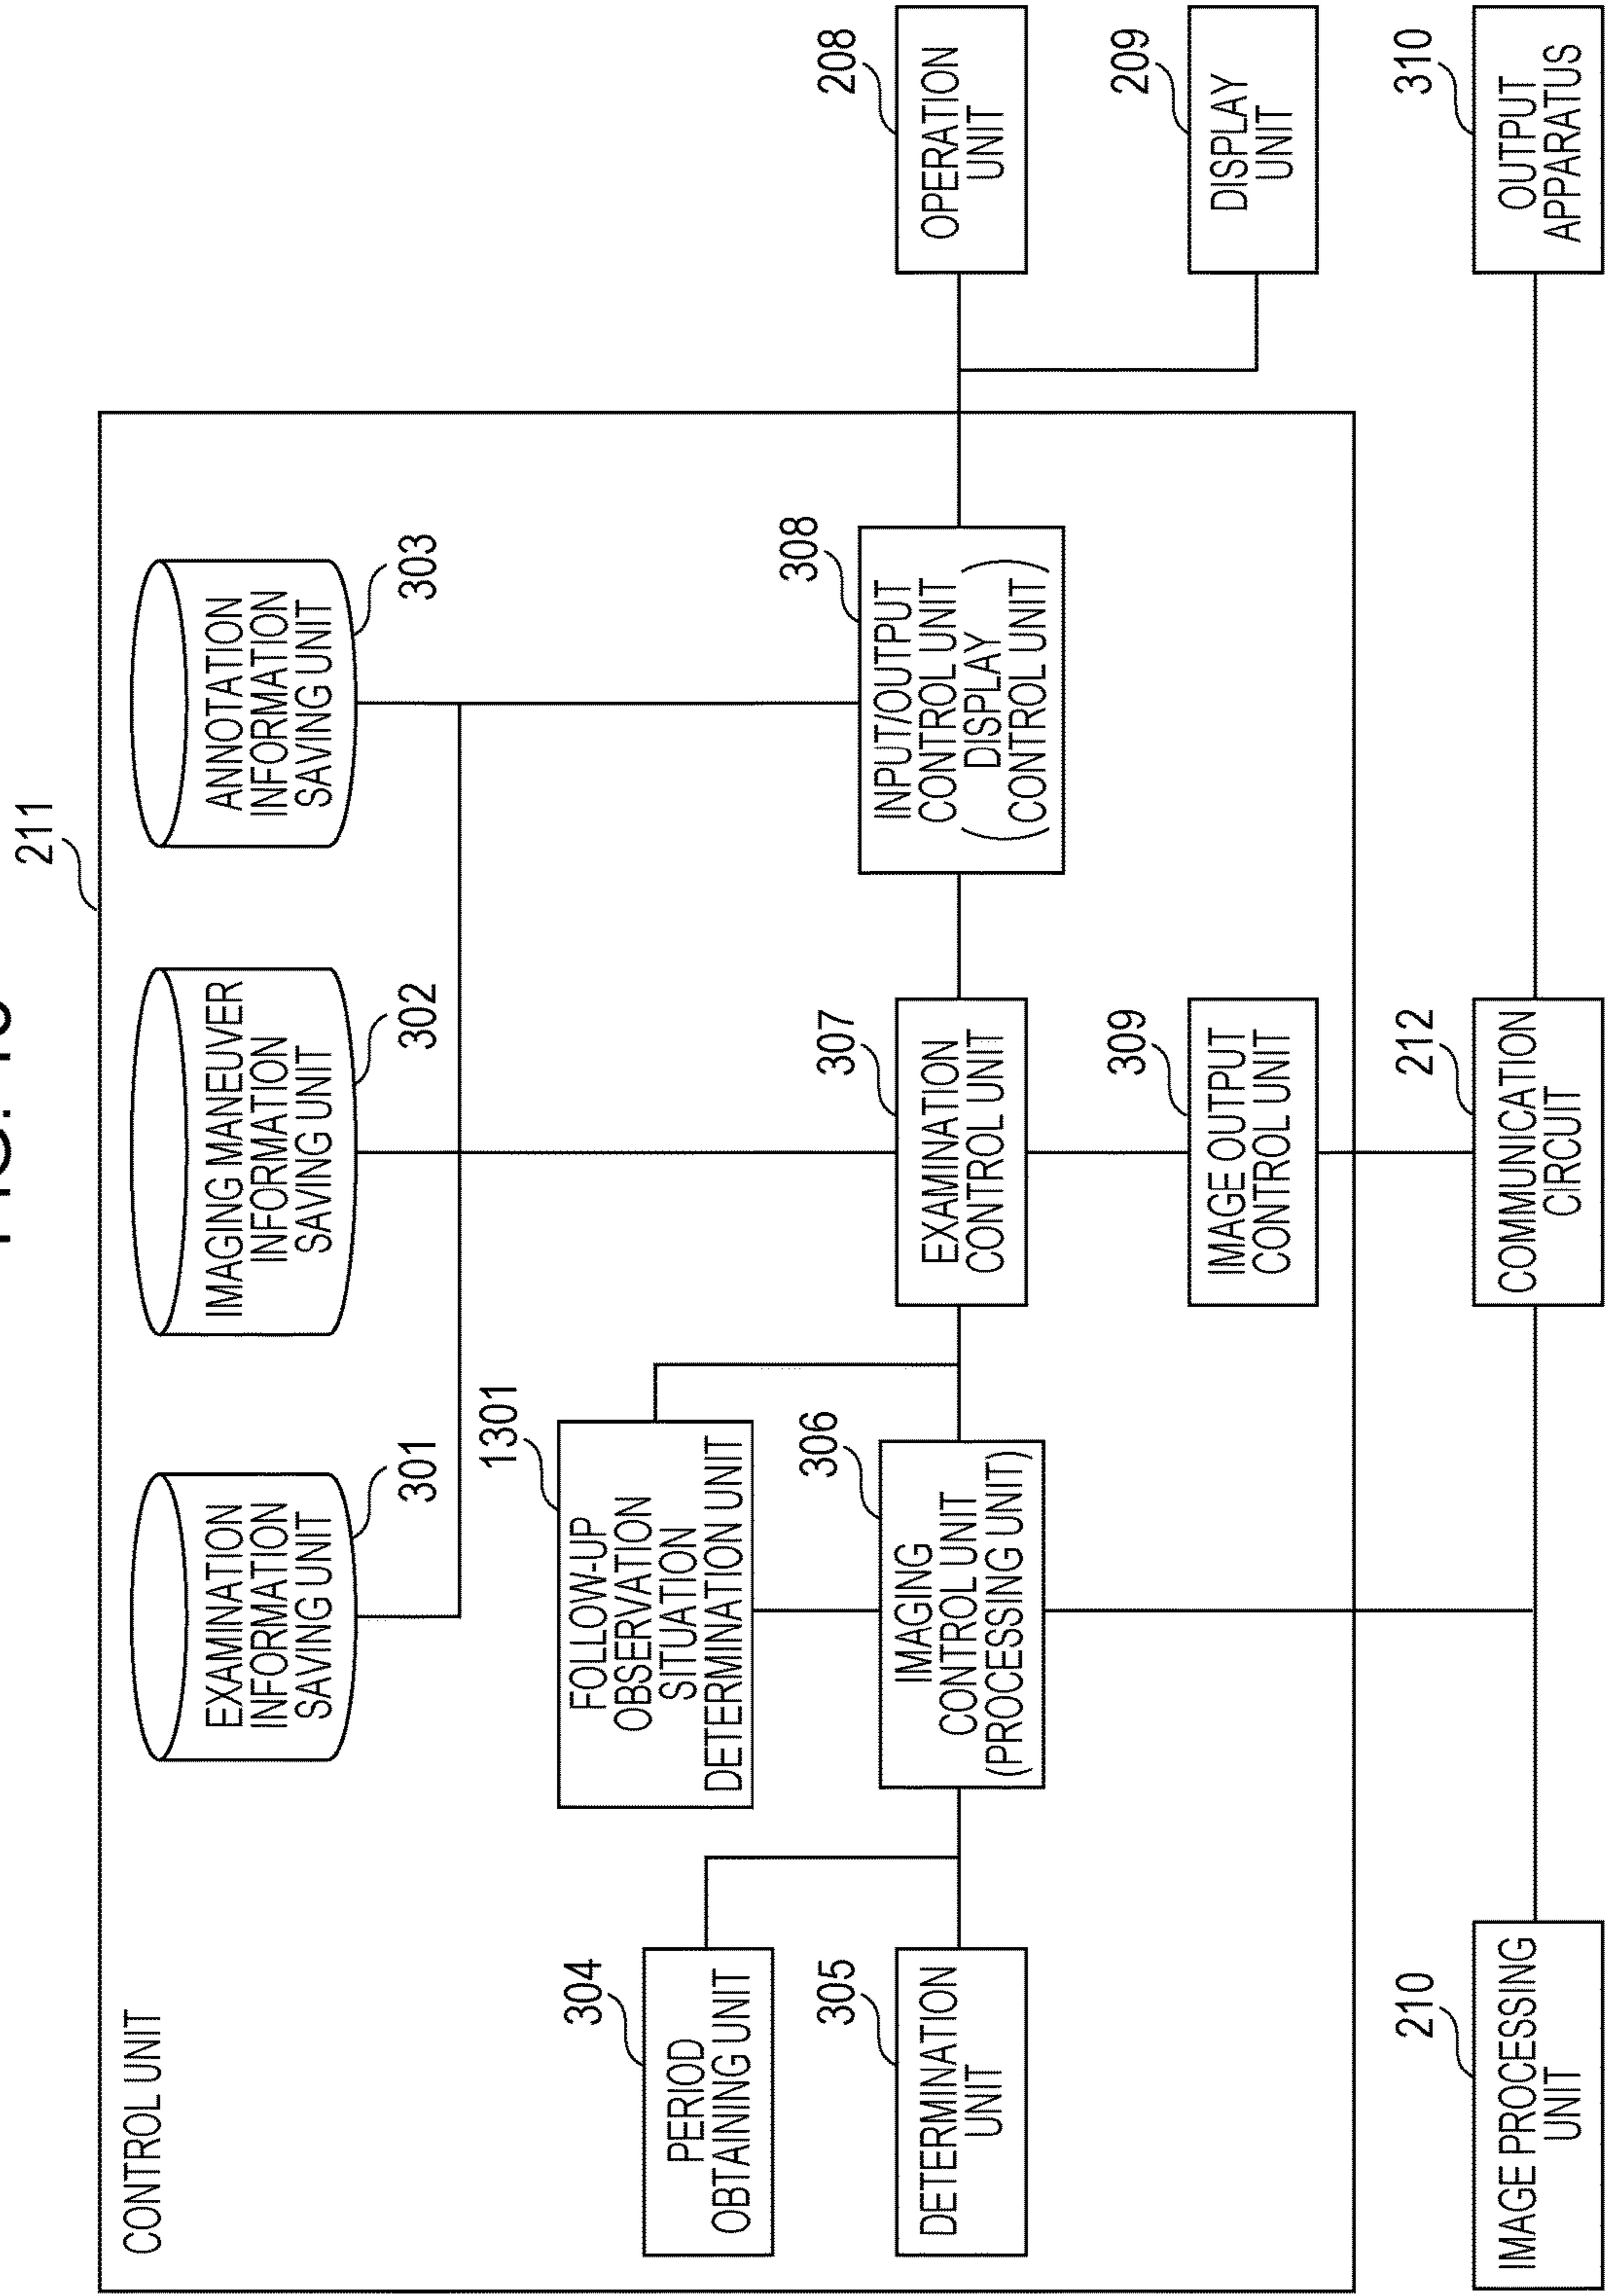 211
CONTROL UNIT
EXAMINATION
INFORMATION
SAVING UNIT
301
IMAGING MANEUVER
INFORMATION
SAVING UNIT
302
ANNOTATION
INFORMATION
SAVING UNIT
303
304
PERIOD
OBTAINING UNIT
1301
FOLLOW-UP
OBSERVATION
SITUATION
DETERMINATION UNIT
305
DETERMINATION
UNIT
306
IMAGING
CONTROL UNIT
(PROCESSING UNIT)
307
EXAMINATION
CONTROL UNIT
308
INPUT/OUTPUT
CONTROL UNIT
(DISPLAY
CONTROL UNIT)
208
OPERATION
UNIT
309
IMAGE OUTPUT
CONTROL UNIT
209
DISPLAY
UNIT
210
IMAGE PROCESSING
UNIT
212
COMMUNICATION
CIRCUIT
310
OUTPUT
APPARATUS